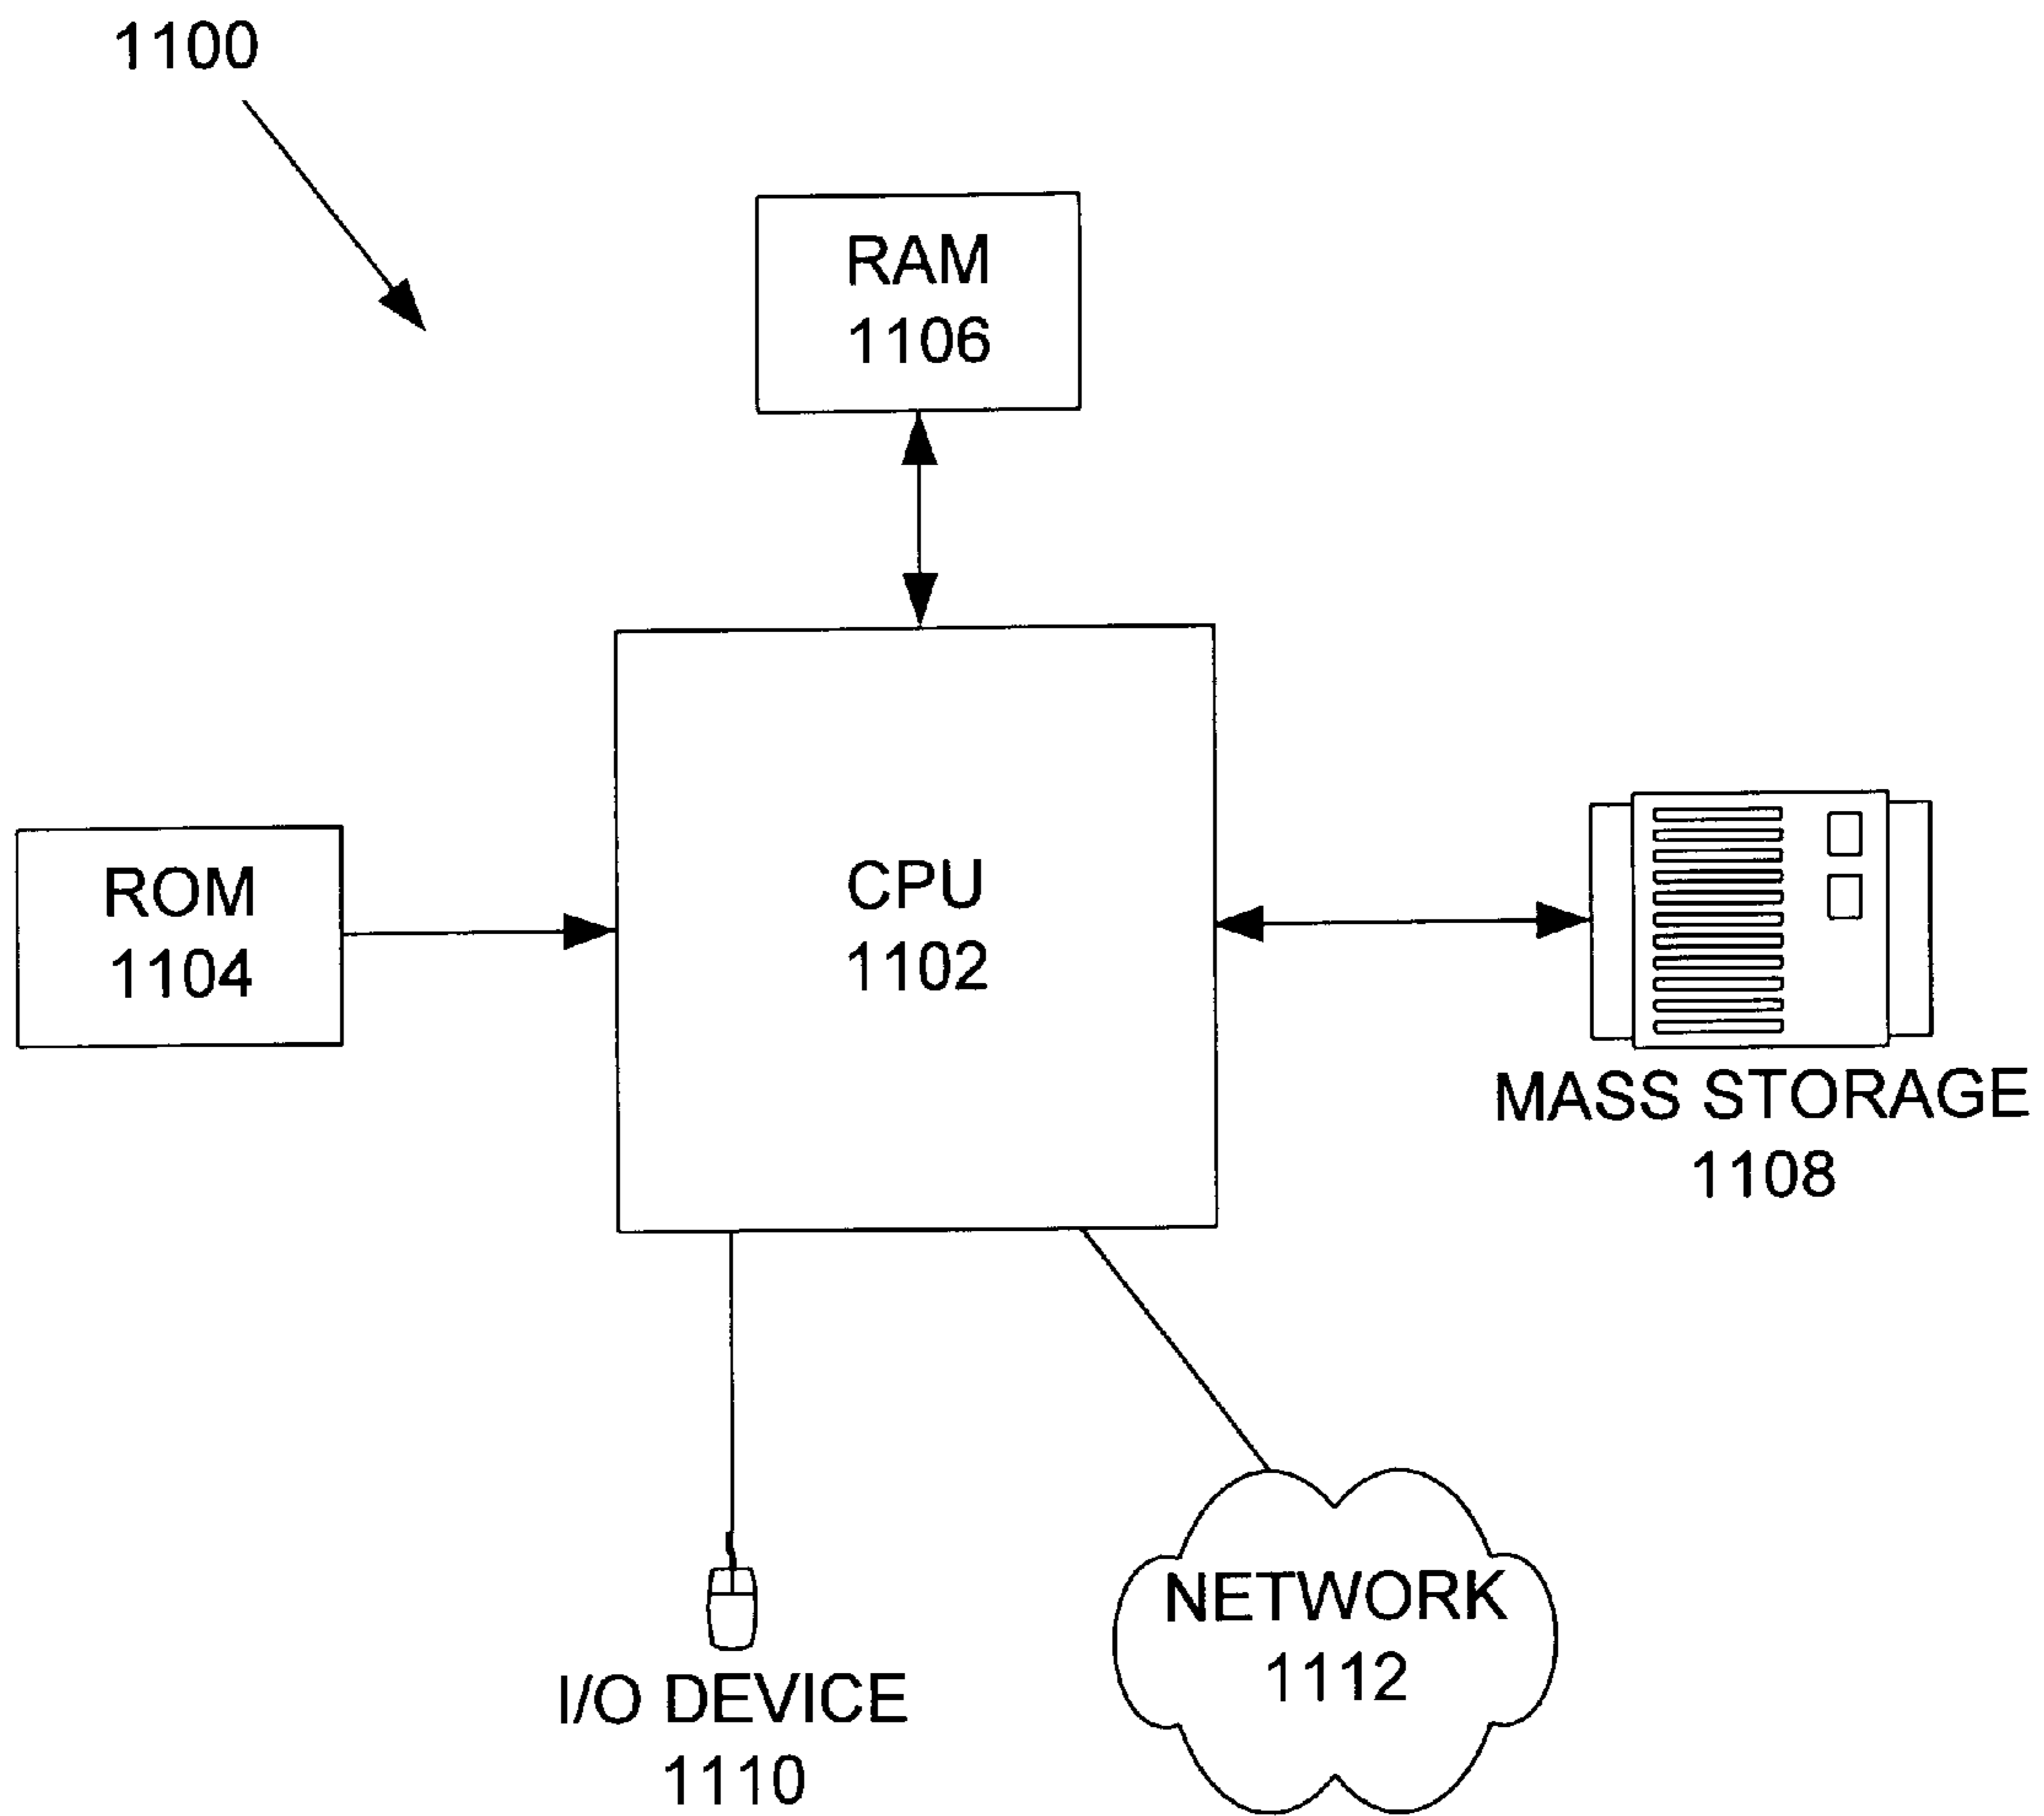 1100
RAM
1106
ROM
1104
CPU
1102
MASS STORAGE
1108
NETWORK
1112
I/O DEVICE
1110